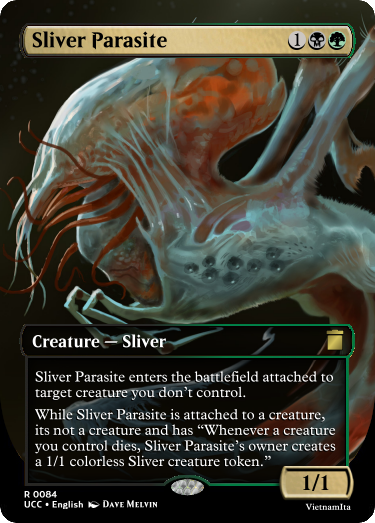 Sliver Parasite 1
Creature — Sliver
Sliver Parasite enters the battlefield attached to
target creature you don't control.
While Sliver Parasite is attached to a creature,
its not a creature and has “Whenever a creature
you control dies, Sliver Parasite's owner creates
a 1/1 colorless Sliver creature token.”
1/1
R 0084
UCC • English Dave Melvin
VietnamIta